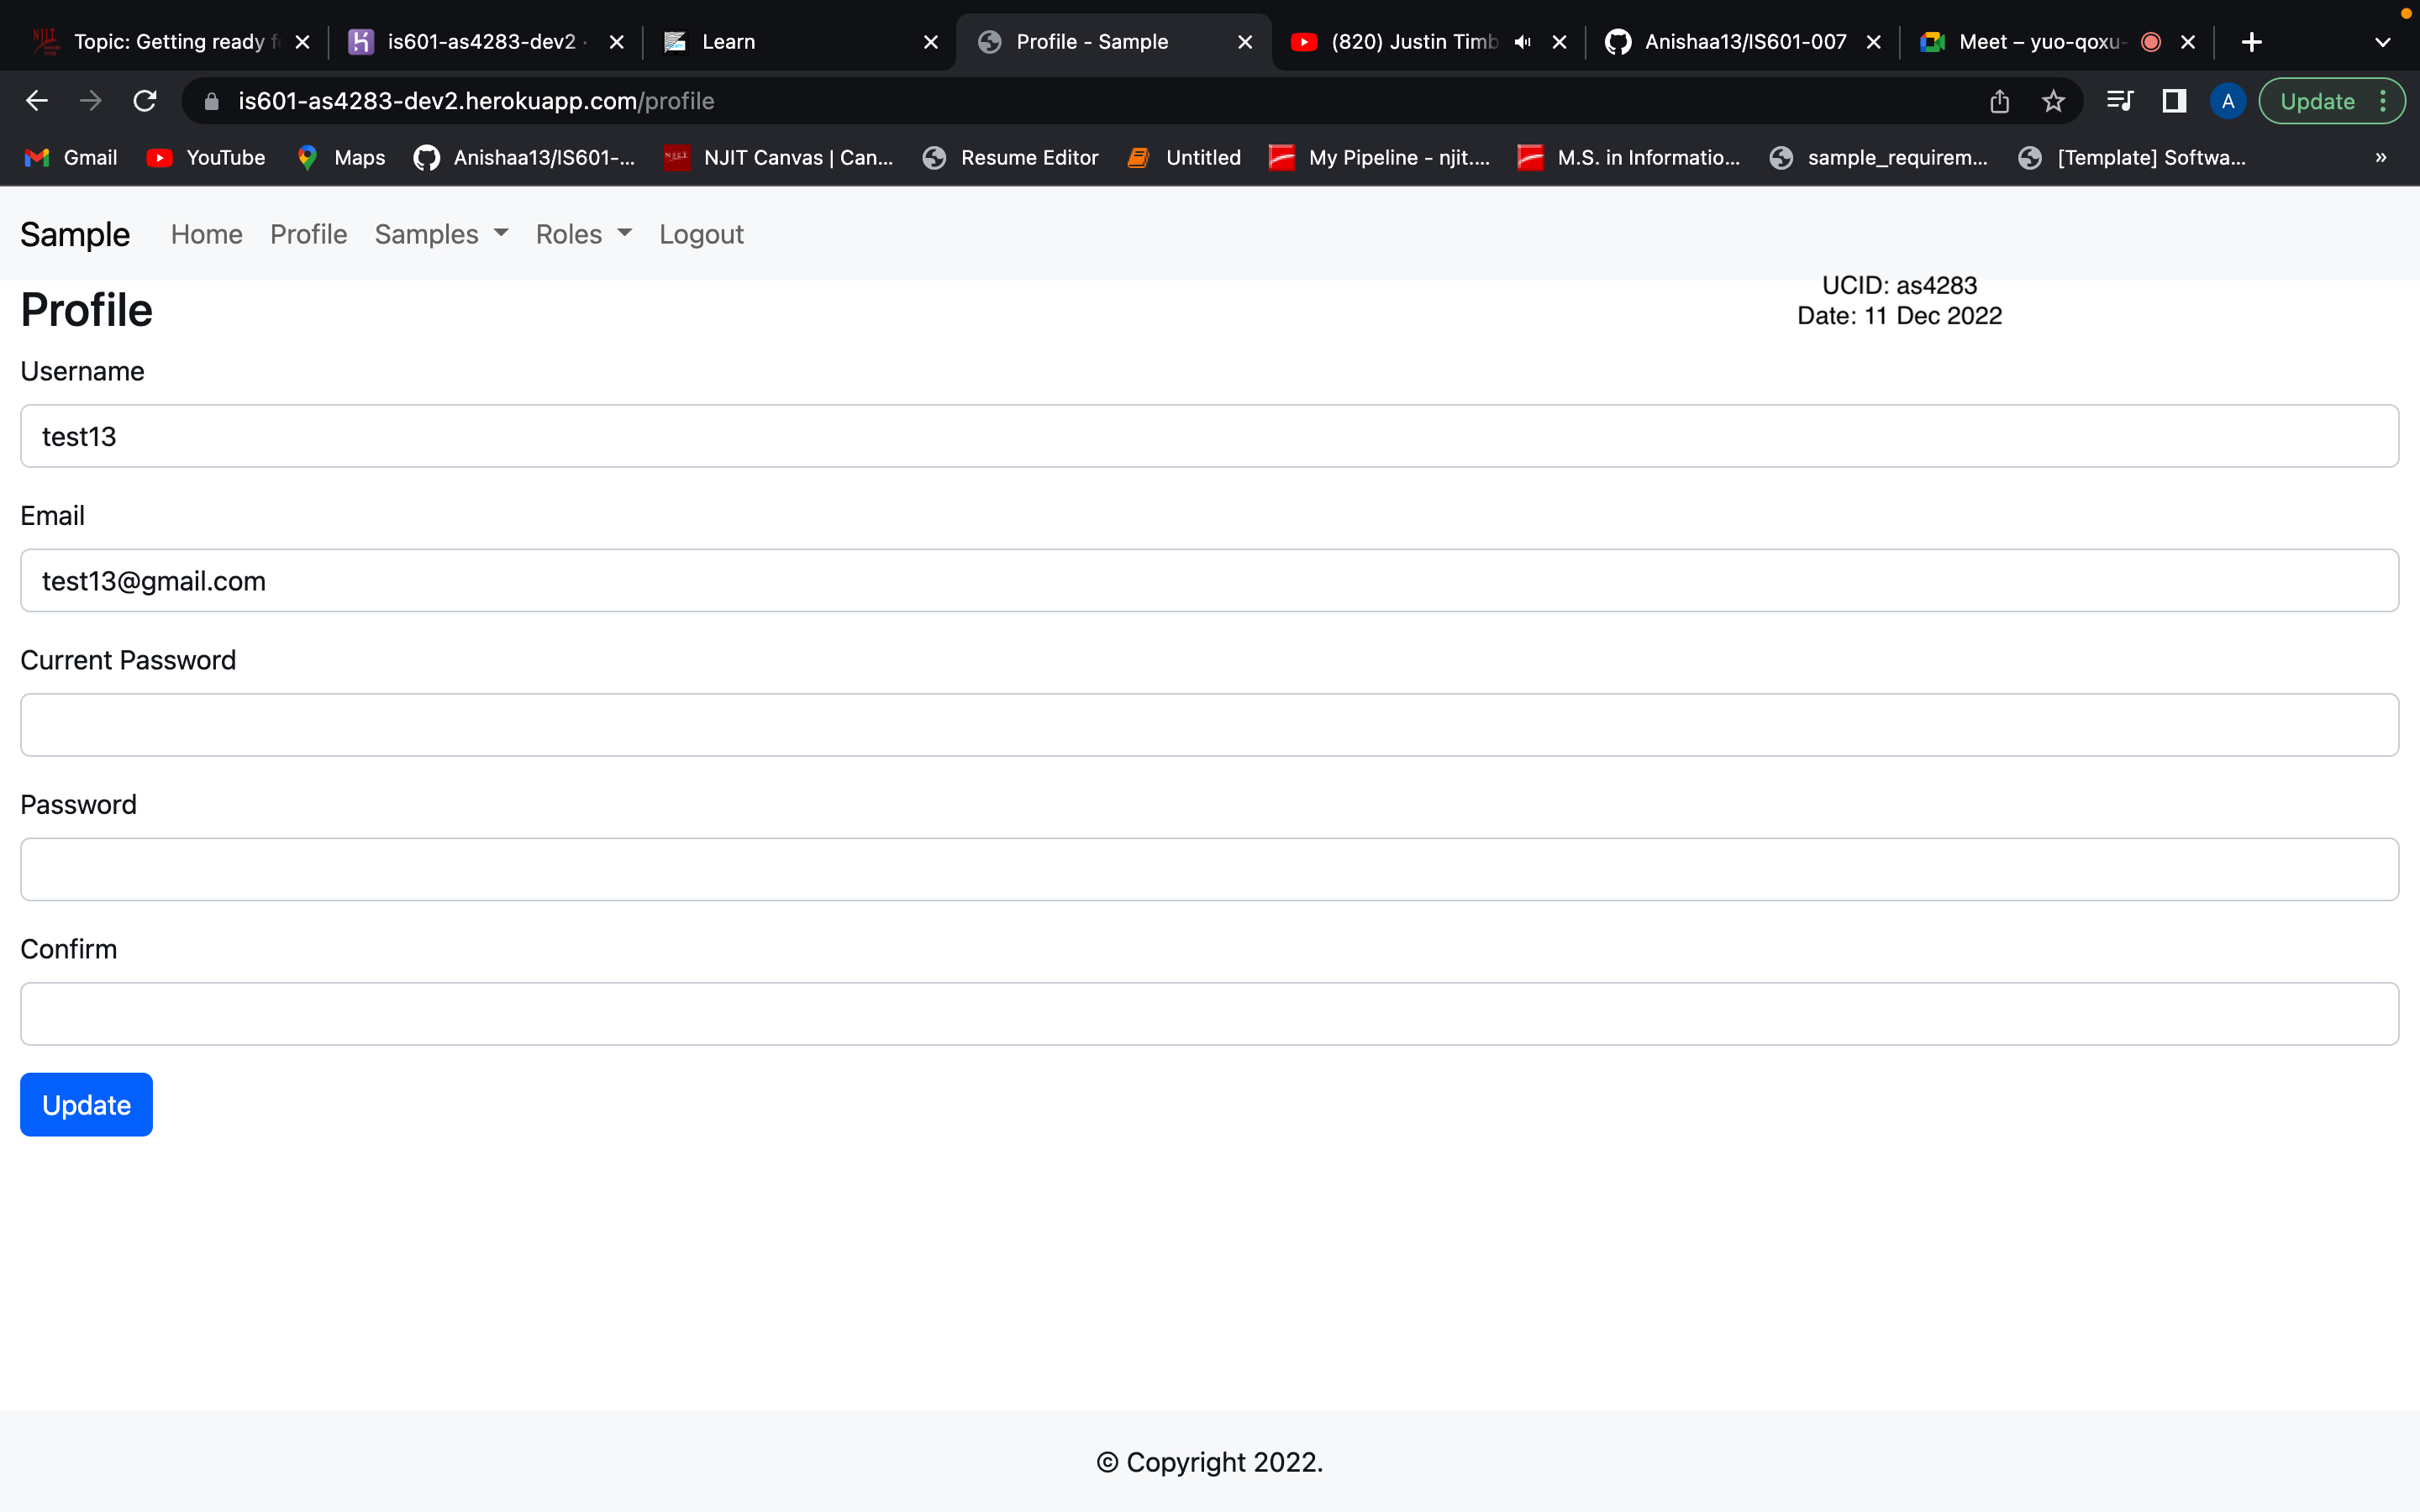 Topic: Getting ready f
is601-as4283-dev2 ·
Learn
Profile - Sample
(820) Justin Timb
Anishaa13/IS601-007
Meet – yuo-qoxu-
is601-as4283-dev2.herokuapp.com/profile
A
Update
Gmail
YouTube
Maps
Anishaa13/IS601-...
NJIT Canvas | Can...
Resume Editor
Untitled
My Pipeline - njit....
M.S. in Informatio...
sample_requirem...
[Template] Softwa...
»
Sample Home Profile Samples Roles Logout
UCID: as4283
Date: 11 Dec 2022
Profile
Username
test13
Email
test13@gmail.com
Current Password
Password
Confirm
Update
© Copyright 2022.